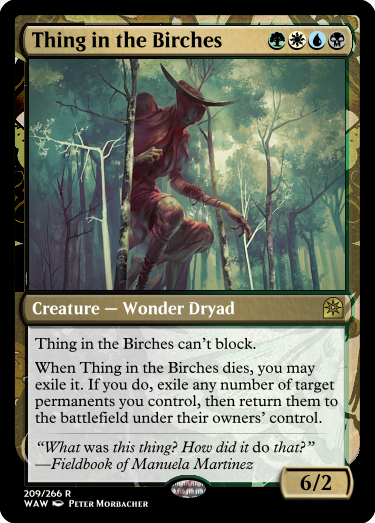 Thing in the Birches
Creature — Wonder Dryad
Thing in the Birches can't block.
When Thing in the Birches dies, you may
exile it. If you do, exile any number of target
permanents you control, then return them to
the battlefield under their owners' control.
“What was this thing? How did it do that?”
—Fieldbook of Manuela Martinez
6/2
209/266 R
WAW Peter Morbacher